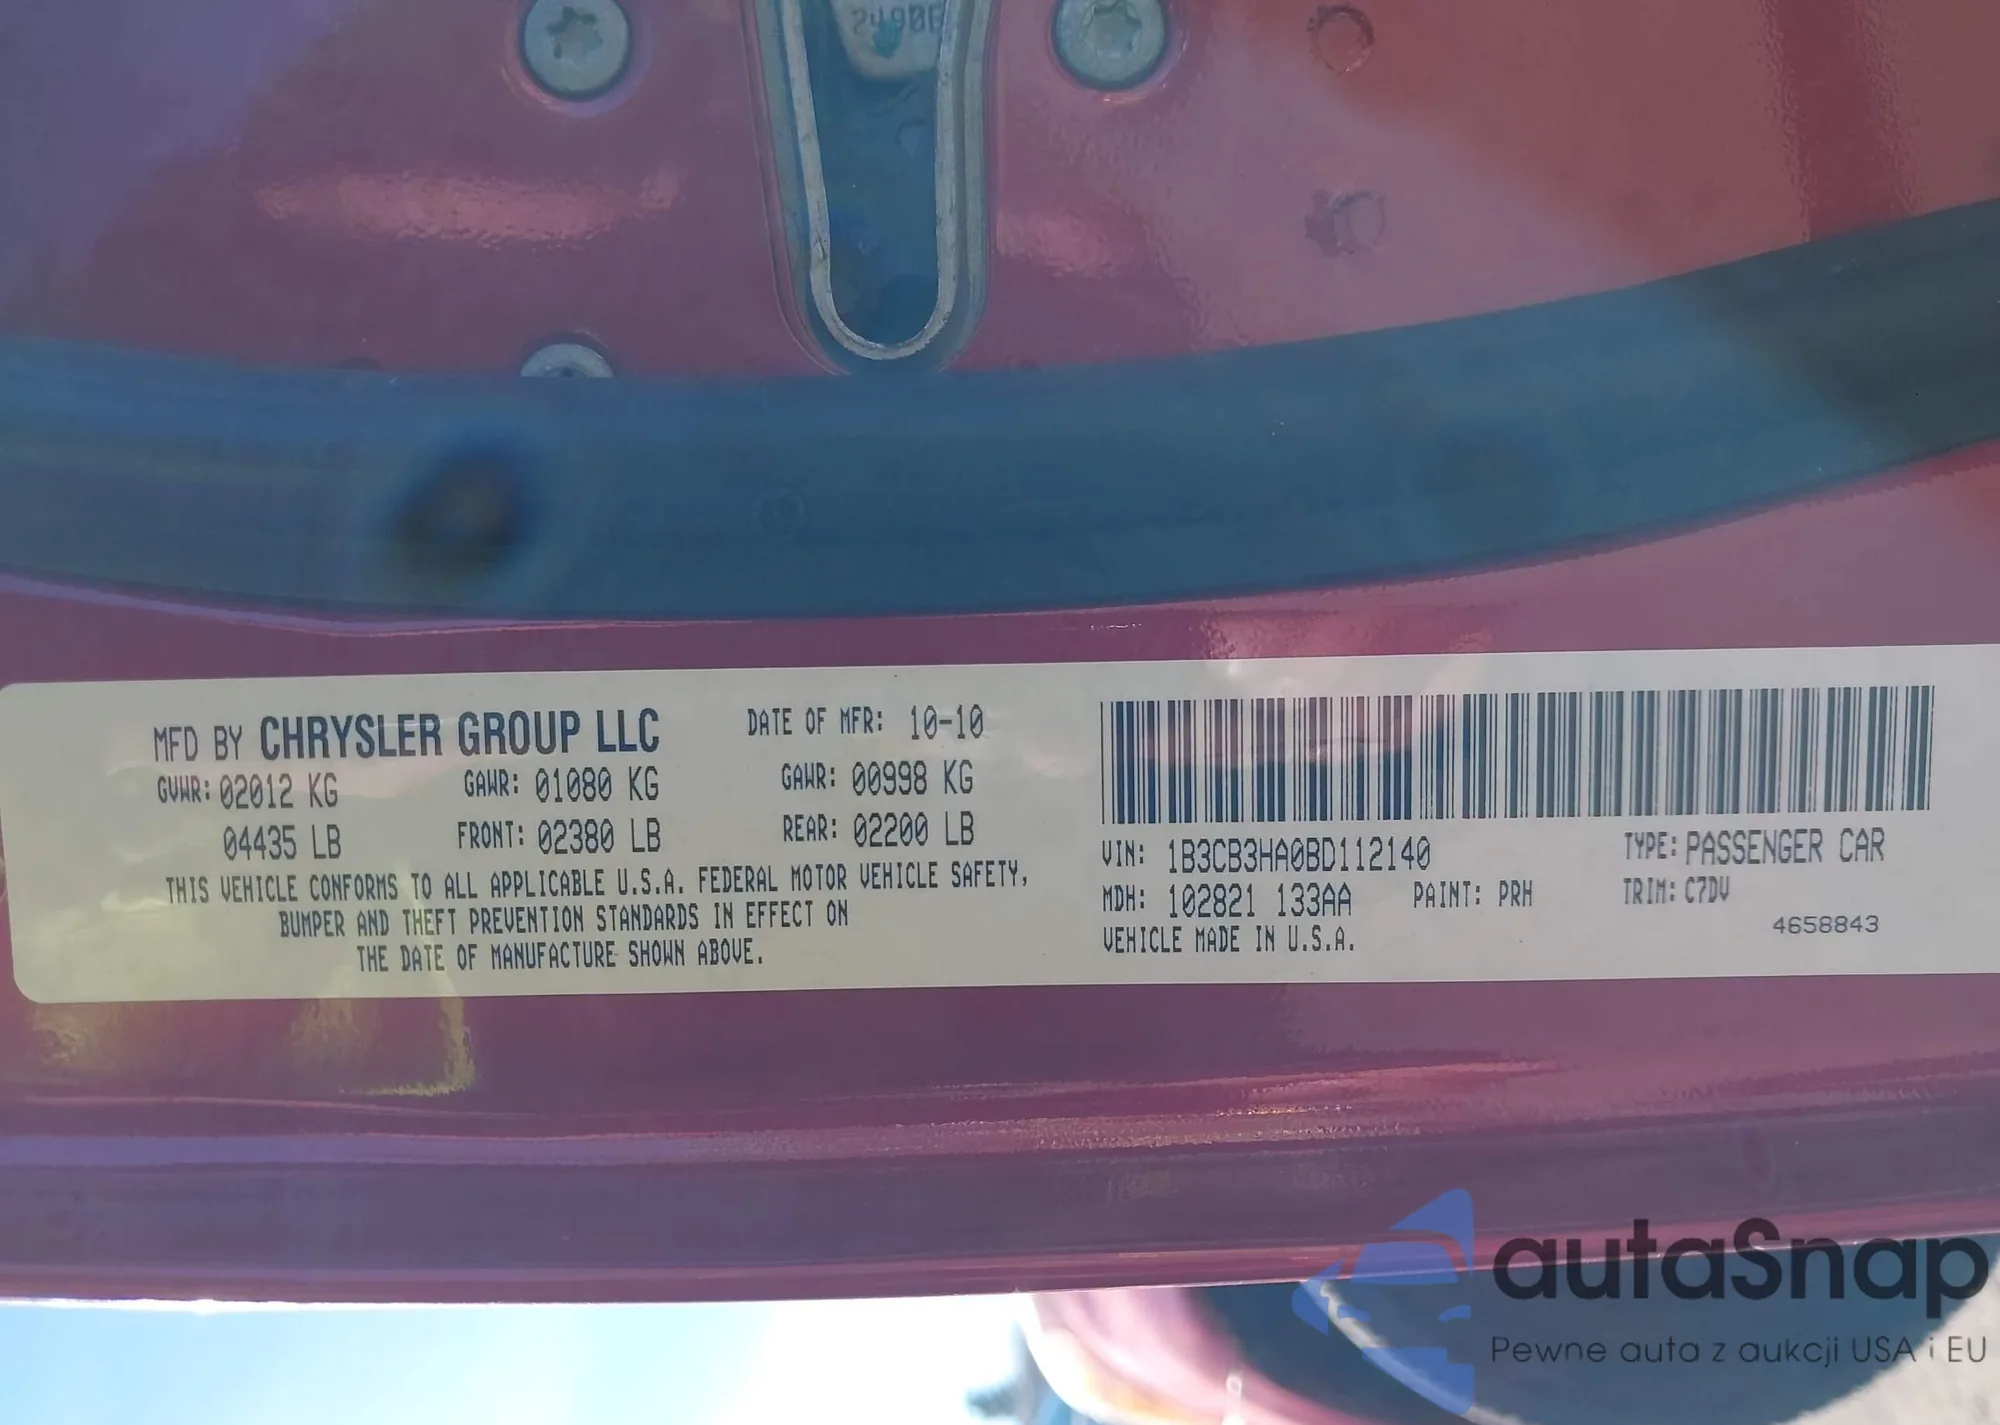 MFD BY CHRYSLER GROUP LLC
DATE OF MFR: 10-10
GVWR: 02012 KG
GAWR: 01080 KG
GAWR: 00998 KG
04435 LB
FRONT: 02380 LB
REAR: 02200 LB
THIS VEHICLE CONFORMS TO ALL APPLICABLE U.S.A. FEDERAL MOTOR VEHICLE SAFETY,
BUMPER AND THEFT PREVENTION STANDARDS IN EFFECT ON
THE DATE OF MANUFACTURE SHOWN ABOVE.
VIN: 1B3CB3HA0BD112140
TYPE: PASSENGER CAR
MDH: 102821 133AA
PAINT: PRH
TRIM: C7DV
VEHICLE MADE IN U.S.A.
4658843
autaSnap
Pewne auta z aukcji USA i EU